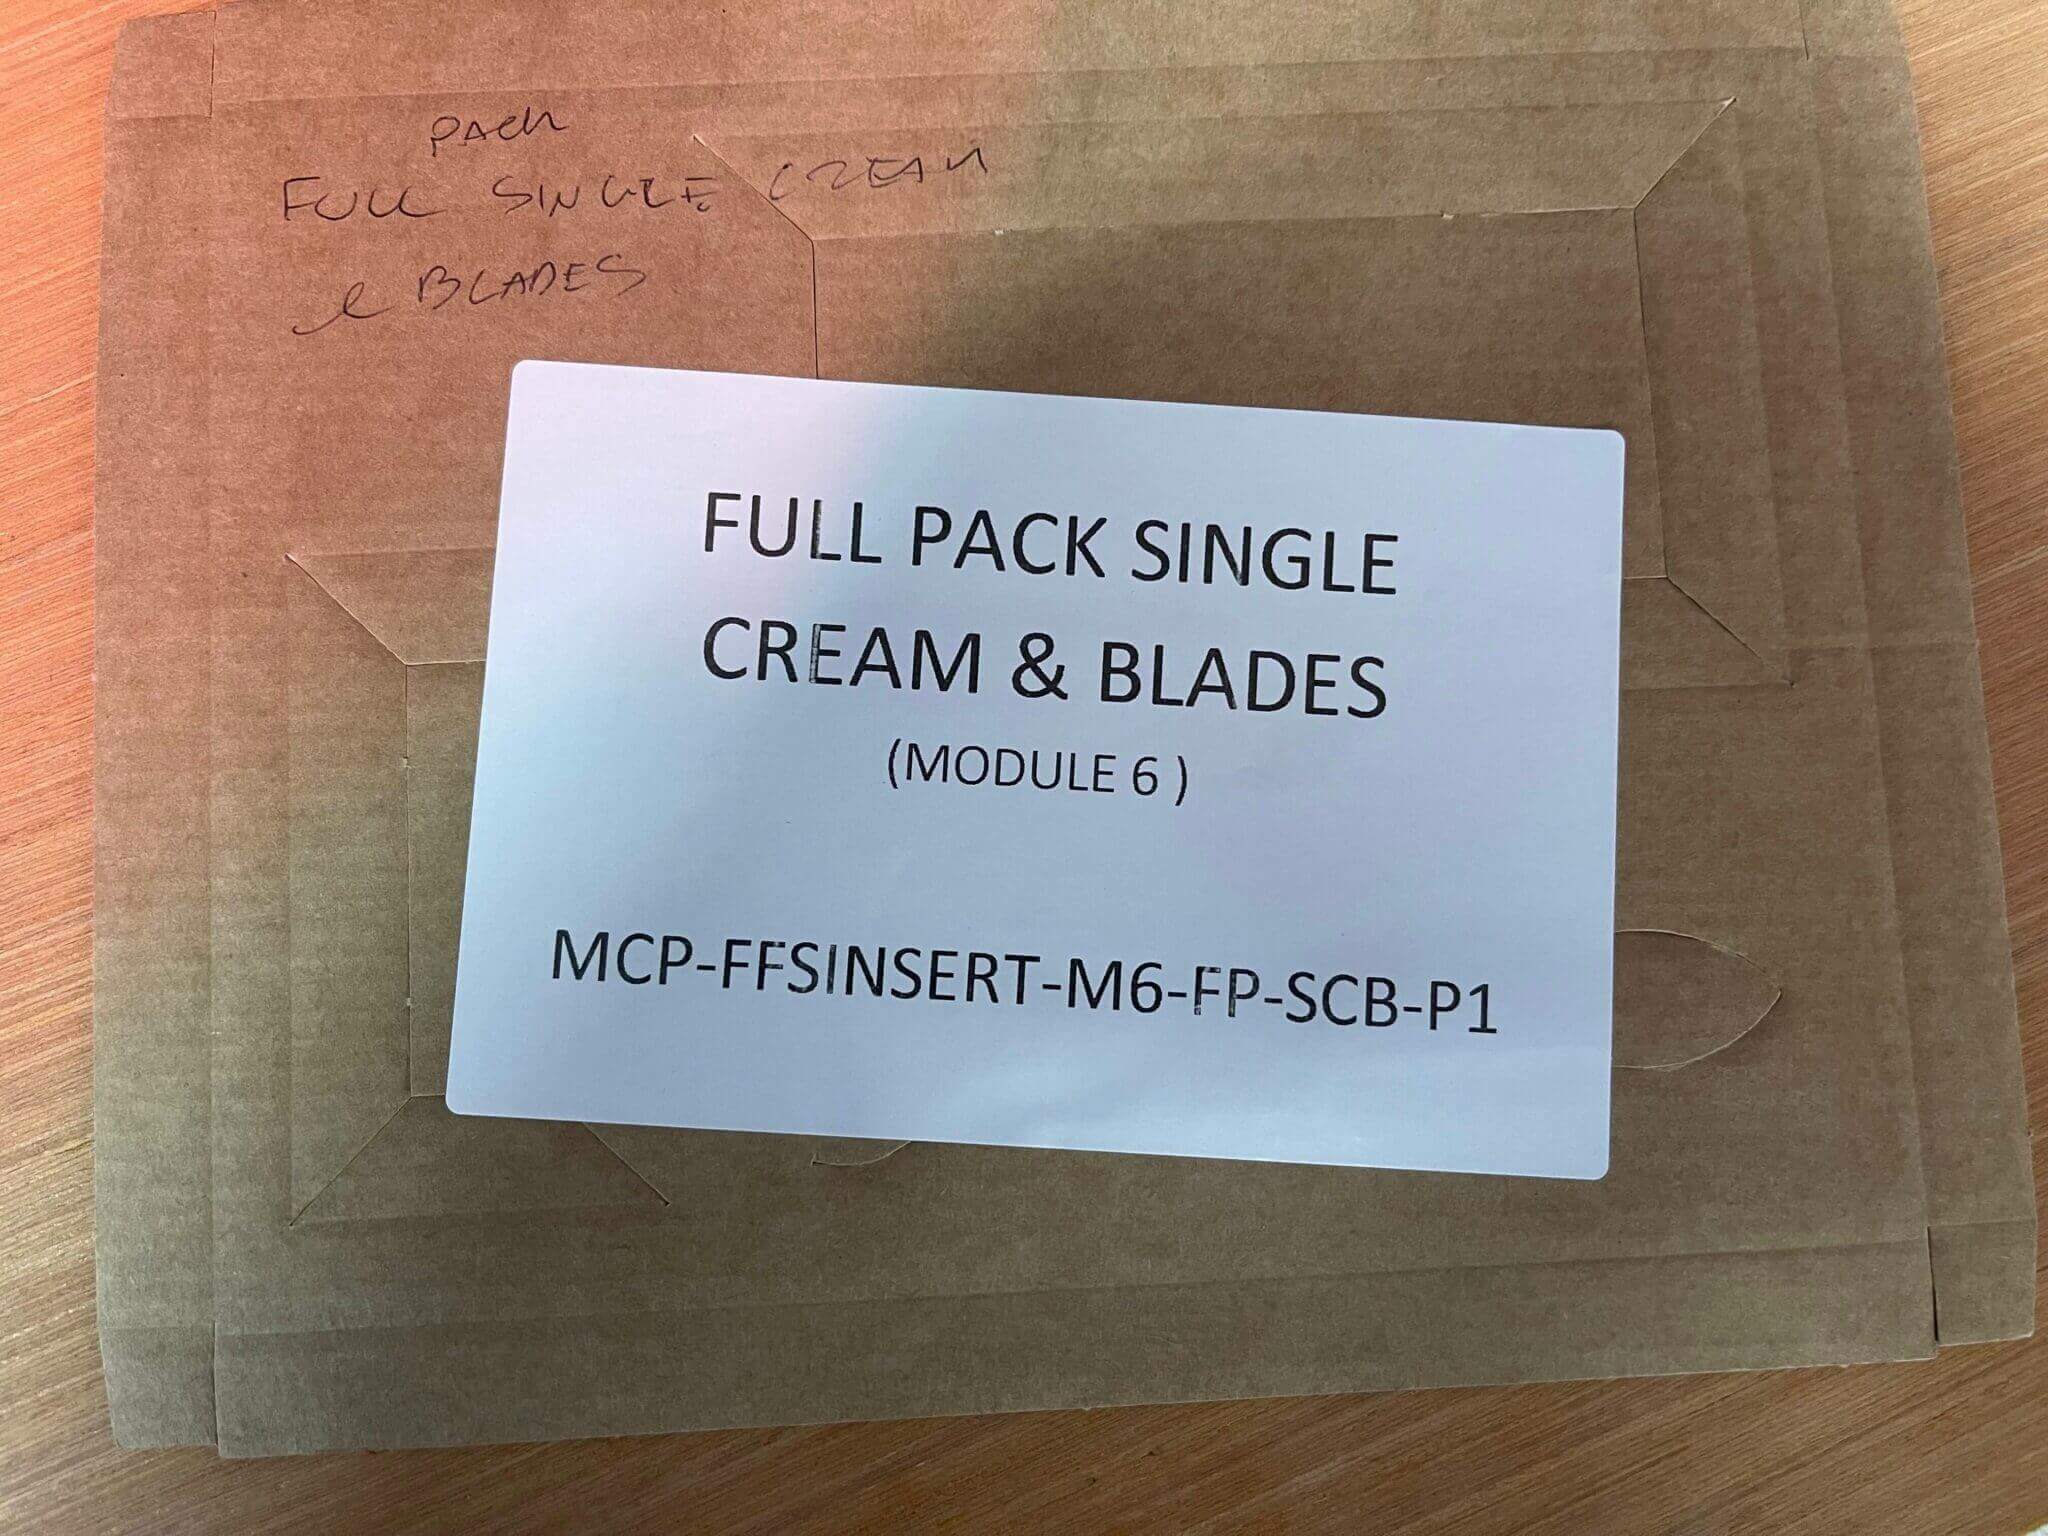 PACK
FULL SINGLE CREAM
& BLADES
FULL PACK SINGLE
CREAM & BLADES
(MODULE 6 )
MCP-FFSINSERT-M6-FP-SCB-P1